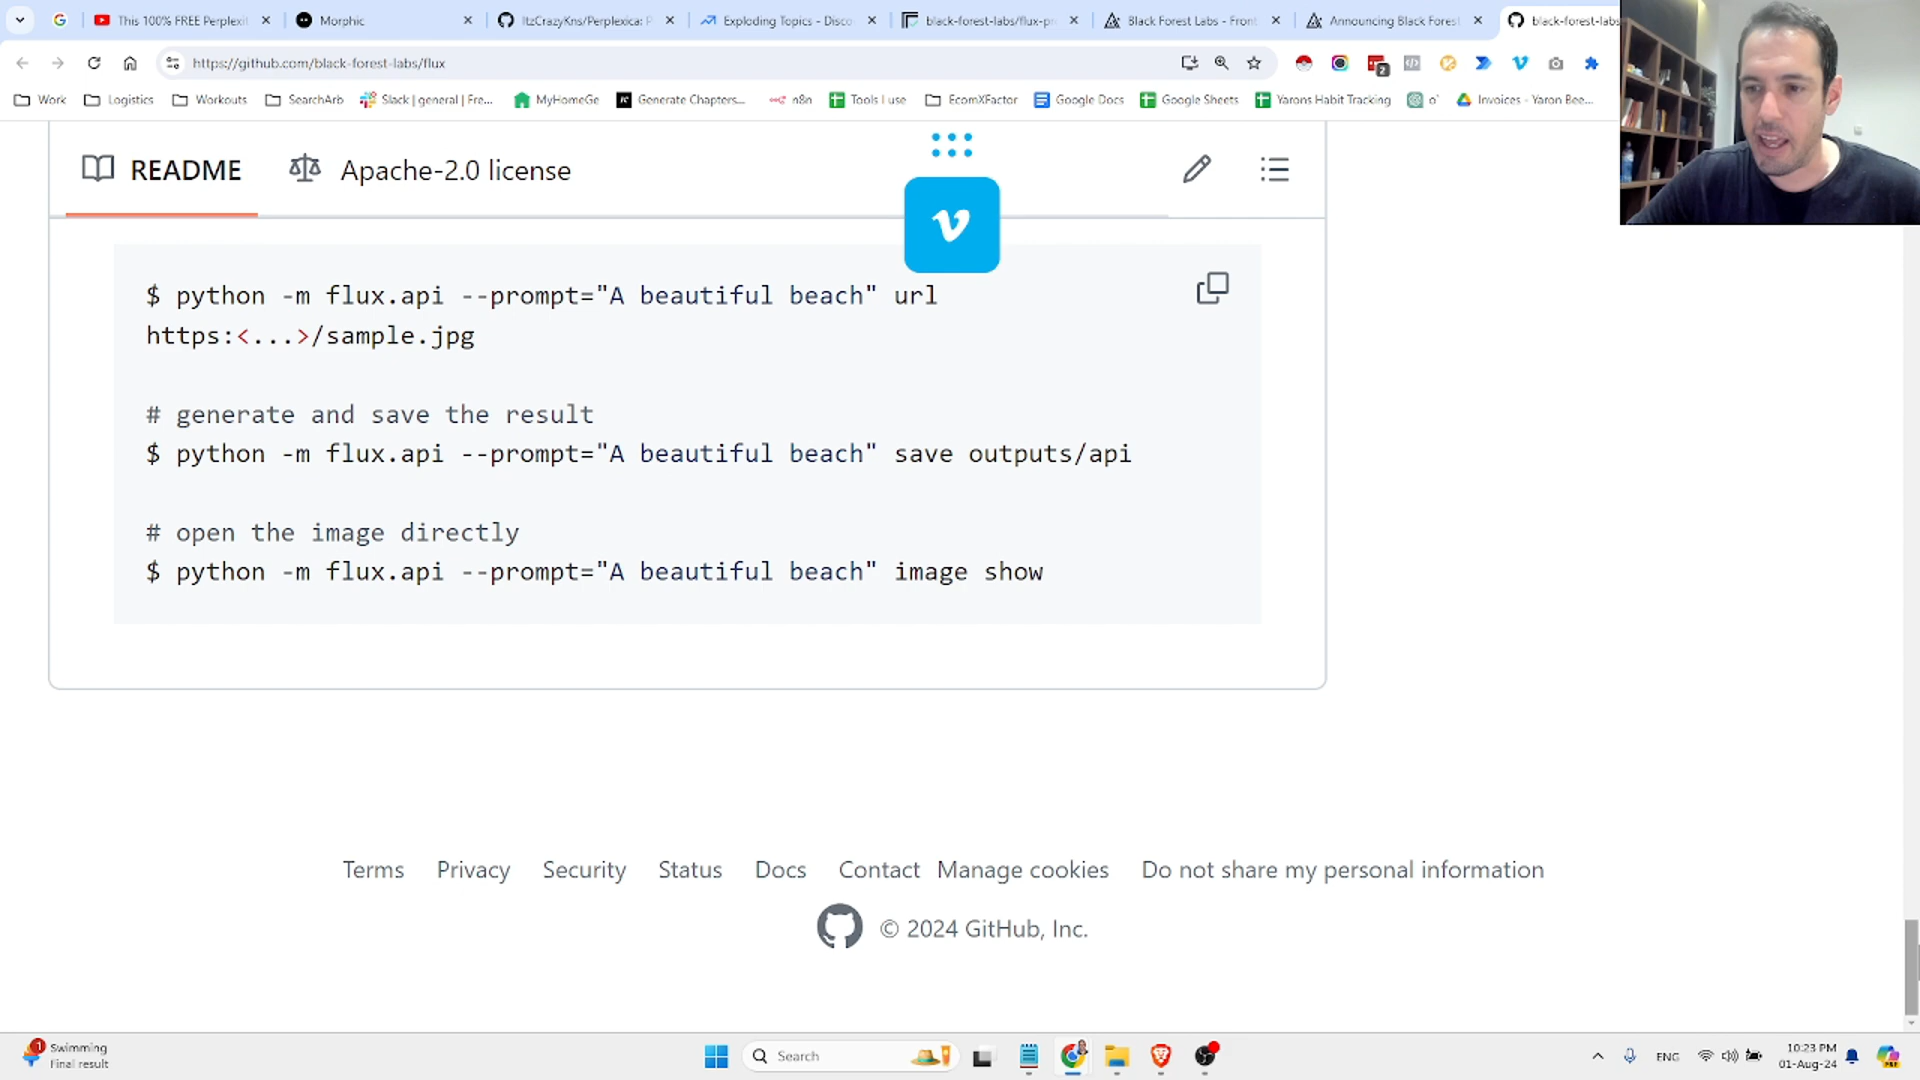 This 100% FREE Perplexit
Morphic
ItzCrazyKns/Perplexica: P
Exploding Topics - Disco
black-forest-labs/flux-pr
Black Forest Labs - Front
Announcing Black Forest
black-forest-labs
https://github.com/black-forest-labs/flux
2
Work
Logistics
Workouts
SearchArb
Slack | general | Fre...
MyHomeGe
Generate Chapters...
n8n
Tools I use
EcomXFactor
Google Docs
Google Sheets
Yarons Habit Tracking
o'
Invoices - Yaron Bee...
README
Apache-2.0 license
$ python -m flux.api --prompt="A beautiful beach" url
https:<...>/sample.jpg
# generate and save the result
$ python -m flux.api --prompt="A beautiful beach" save outputs/api
# open the image directly
$ python -m flux.api --prompt="A beautiful beach" image show
Terms Privacy Security Status Docs Contact Manage cookies Do not share my personal information
© 2024 GitHub, Inc.
1
Swimming
Final result
Search
ENG
10:23 PM
01-Aug-24